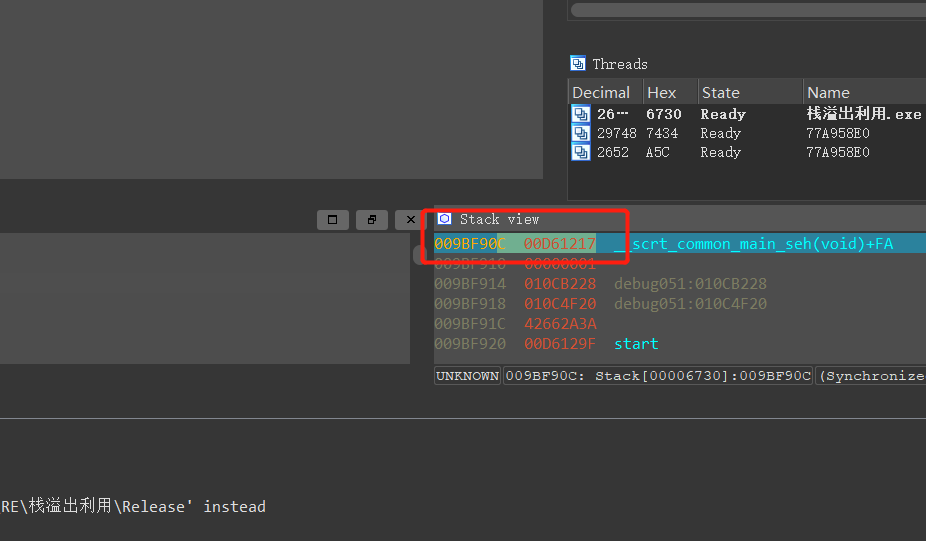 Threads
Decimal Hex State Name
26… 6730 Ready 栈溢出利用.exe
29748 7434 Ready 77A958E0
2652 A5C Ready 77A958E0
Stack view
009BF90C 00D61217 __scrt_common_main_seh(void)+FA
009BF910 00000001
009BF914 010CB228 debug051:010CB228
009BF918 010C4F20 debug051:010C4F20
009BF91C 42662A3A
009BF920 00D6129F start
UNKNOWN 009BF90C: Stack[00006730]:009BF90C (Synchronize
RE\栈溢出利用\Release' instead